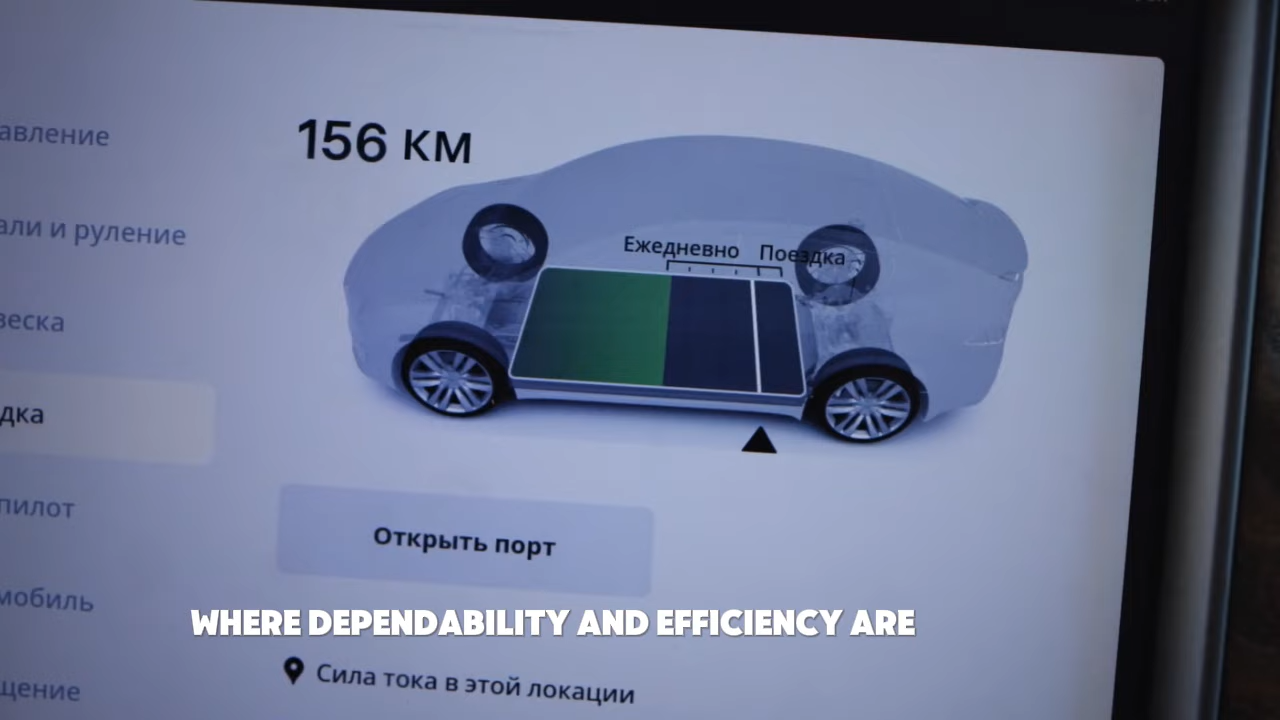 156 км
авление
Ежедневно Поездка
али и руление
веска
дка
Открыть порт
пилот
мобиль
WHERE DEPENDABILITY AND EFFICIENCY ARE
Сила тока в этой локации
щение